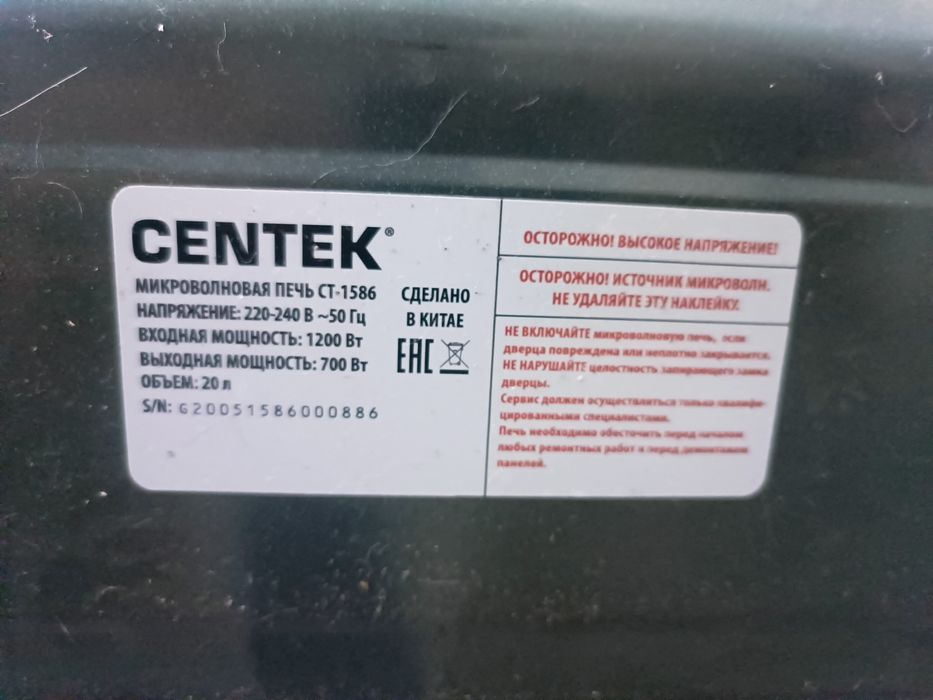 CENTEK®
МИКРОВОЛНОВАЯ ПЕЧЬ CT-1586
НАПРЯЖЕНИЕ: 220-240 В ~50 Гц
ВХОДНАЯ МОЩНОСТЬ: 1200 Вт
ВЫХОДНАЯ МОЩНОСТЬ: 700 Вт
ОБЪЕМ: 20 л
S/N: G20051586000886
СДЕЛАНО
В КИТАЕ
EAC
ОСТОРОЖНО! ВЫСОКОЕ НАПРЯЖЕНИЕ!
ОСТОРОЖНО! ИСТОЧНИК МИКРОВОЛН.
НЕ УДАЛЯЙТЕ ЭТУ НАКЛЕЙКУ.
НЕ ВКЛЮЧАЙТЕ микроволновую печь, если
дверца повреждена или неплотно закрывается.
НЕ НАРУШАЙТЕ целостность запирающего замка
дверцы.
Сервис должен осуществляться только квалифи-
цированными специалистами.
Печь необходимо обесточить перед началом
любых ремонтных работ и перед демонтажом
панелей.